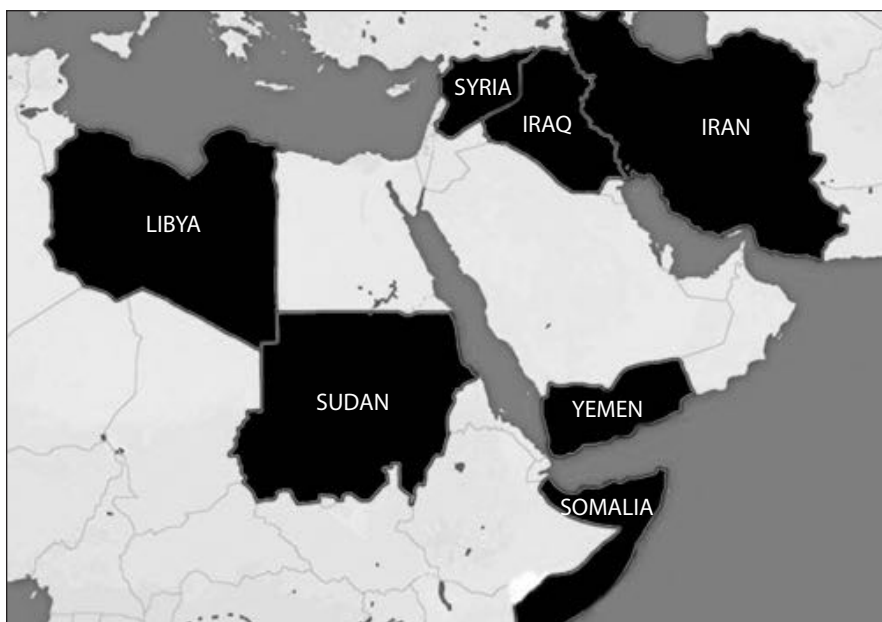 SYRIA
IRAQ
IRAN
LIBYA
SUDAN
YEMEN
SOMALIA